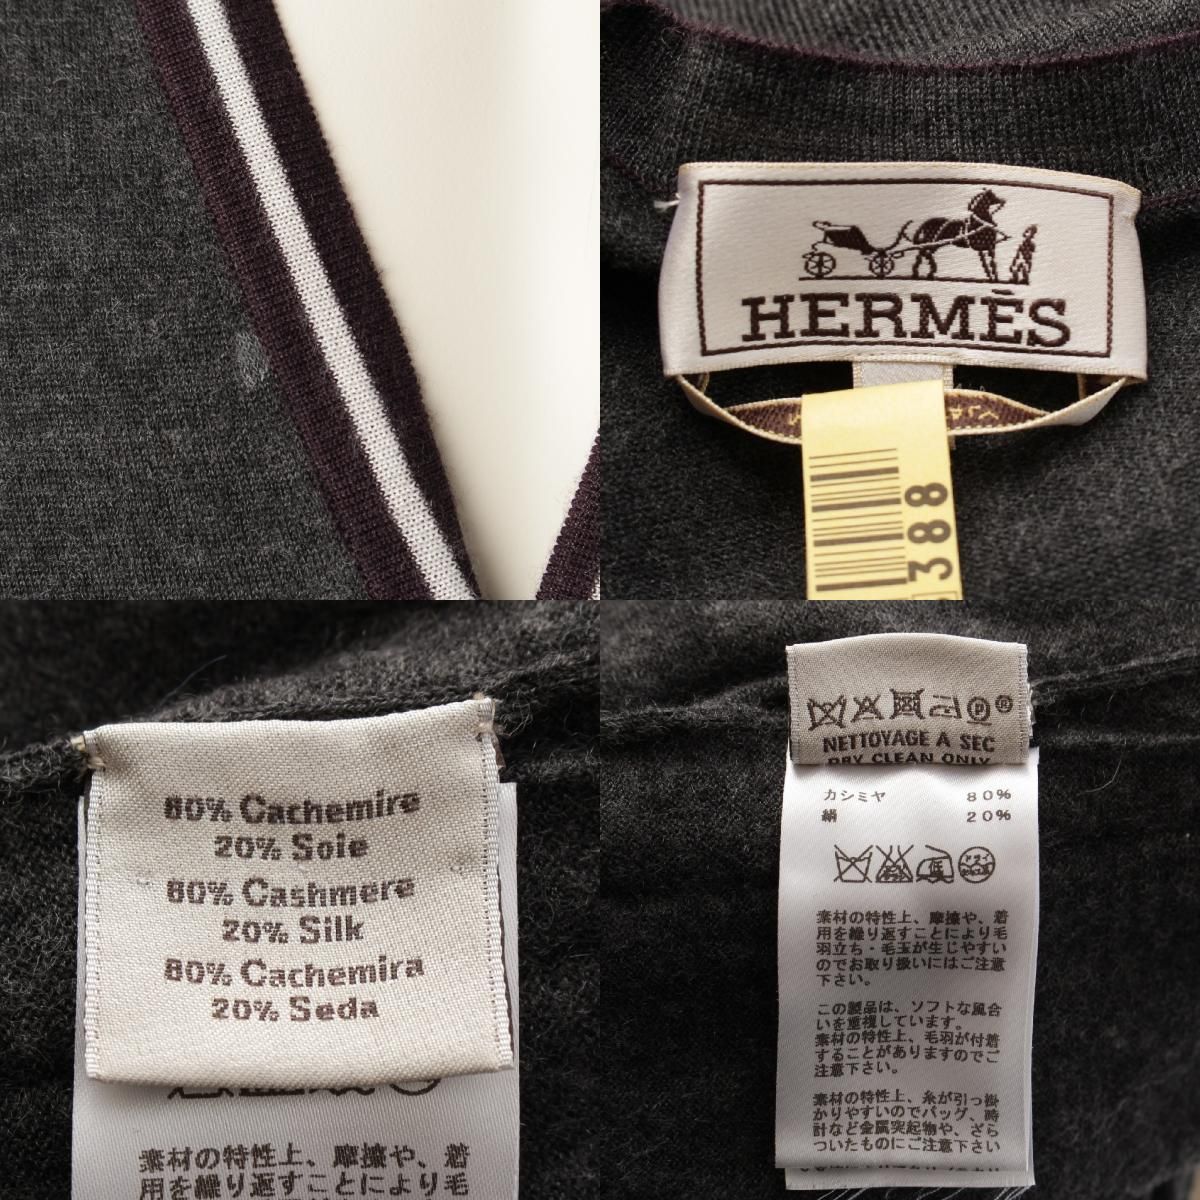 HERMĒS
388
80% Cachemire
20% Soie
80% Cashmere
20% Silk
80% Cachemira
20% Seda
素材の特性上、摩擦や、着
用を繰り返すことにより毛
NETTOYAGE A SEC
DRY CLEAN ONLY
カシミヤ 80%
絹 20%
素材の特性上、摩擦や、着
用を繰り返すことにより毛
羽立ち・毛玉が生じやすい
のでお取り扱いにはご注意
下さい。
この製品は、ソフトな風合
いを重視しています。
素材の特性上、毛羽が付着
することがありますのでご
注意下さい。
素材の特性上、糸が引っ掛
かりやすいのでバッグ、時
計など金属突起物や、ざら
ついたものにご注意下さい